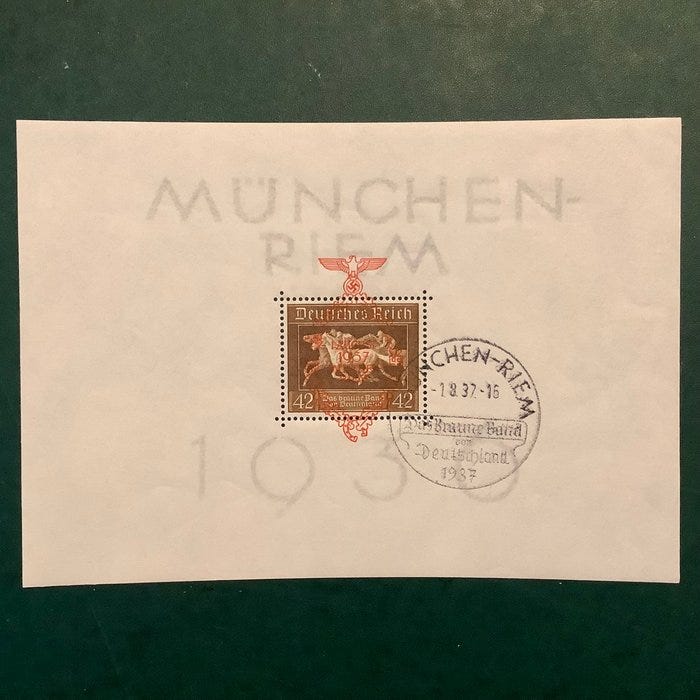 MÜNCHEN-
RIEM
Deutsches Reich
1937
42 Das braune Band 42
von Deutschland
MÜNCHEN-RIEM
-1.8.37.-16
Das braune Band
von
Deutschland
1937
1936